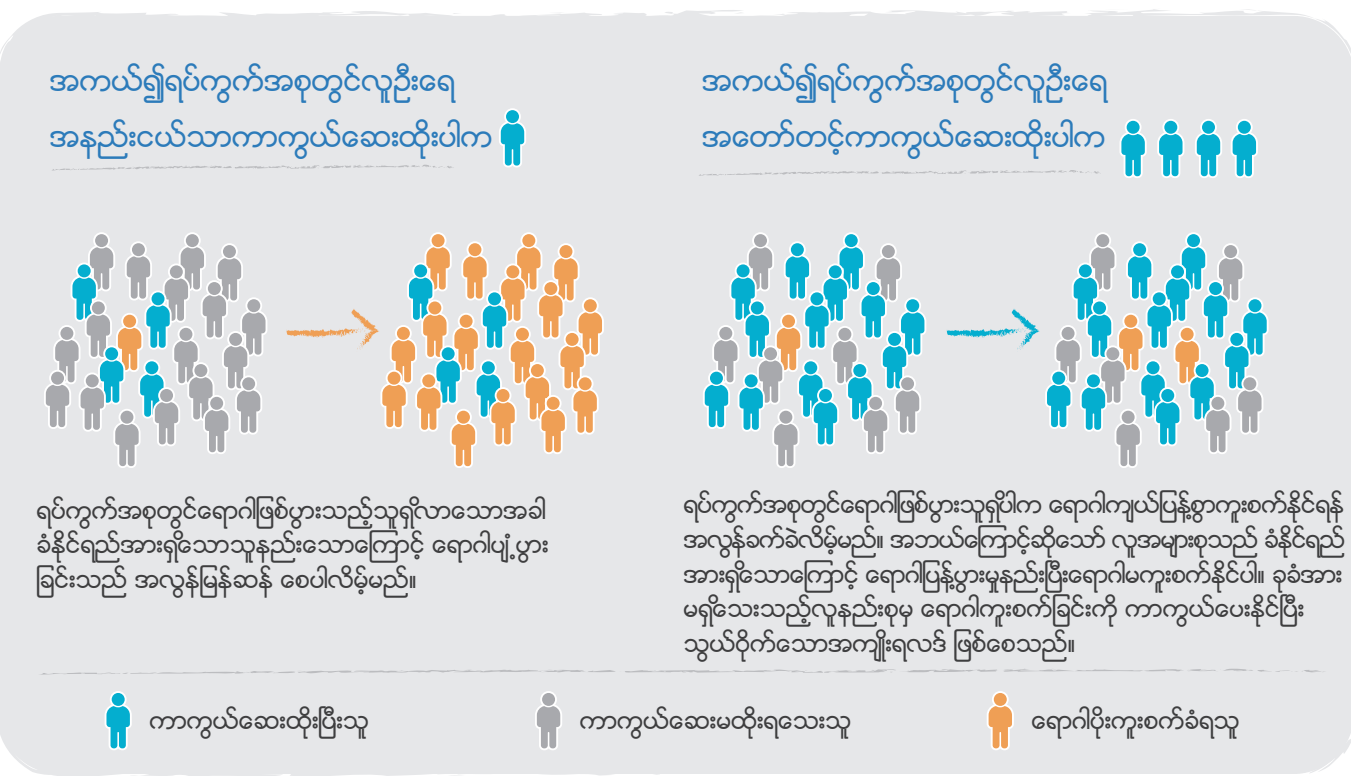 အကယ်၍ရပ်ကွက်အစုတွင်လူဦးရေ
အနည်းငယ်သာကာကွယ်ဆေးထိုးပါက
အကယ်၍ရပ်ကွက်အစုတွင်လူဦးရေ
အတော်တင့်ကာကွယ်ဆေးထိုးပါက
ရပ်ကွက်အစုတွင်ရောဂါဖြစ်ပွားသည့်သူရှိလာသောအခါ
ခံနိုင်ရည်အားရှိသောသူနည်းသောကြောင့် ရောဂါပျံ့ပွား
ခြင်းသည် အလွန်မြန်ဆန် စေပါလိမ့်မည်။
ရပ်ကွက်အစုတွင်ရောဂါဖြစ်ပွားသူရှိပါက ရောဂါကျယ်ပြန့်စွာကူးစက်နိုင်ရန်
အလွန်ခက်ခဲလိမ့်မည်။ အဘယ်ကြောင့်ဆိုသော် လူအများစုသည် ခံနိုင်ရည်
အားရှိသောကြောင့် ရောဂါပြန့်ပွားမှုနည်းပြီးရောဂါမကူးစက်နိုင်ပါ။ ခုခံအား
မရှိသေးသည့်လူနည်းစုမှ ရောဂါကူးစက်ခြင်းကို ကာကွယ်ပေးနိုင်ပြီး
သွယ်ဝိုက်သောအကျိုးရလဒ် ဖြစ်စေသည်။
ကာကွယ်ဆေးထိုးပြီးသူ
ကာကွယ်ဆေးမထိုးရသေးသူ
ရောဂါပိုးကူးစက်ခံရသူ